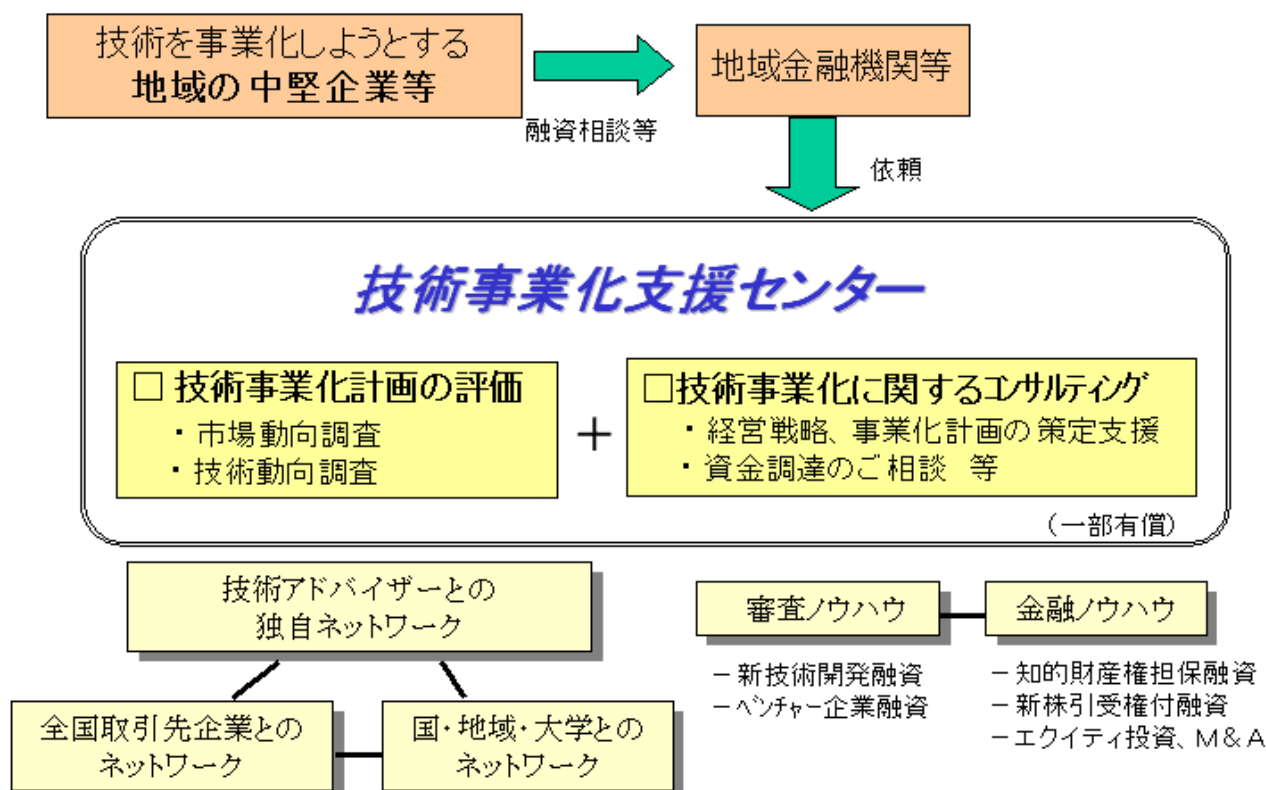 技術を事業化しようとする
地域の中堅企業等
融資相談等
地域金融機関等
依頼
技術事業化支援センター
□ 技術事業化計画の評価
・市場動向調査
・技術動向調査
＋
□技術事業化に関するコンサルティング
・経営戦略、事業化計画の策定支援
・資金調達のご相談 等
（一部有償）
技術アドバイザーとの
独自ネットワーク
全国取引先企業との
ネットワーク
国・地域・大学との
ネットワーク
審査ノウハウ
－新技術開発融資
－ベンチャー企業融資
金融ノウハウ
－知的財産権担保融資
－新株引受権付融資
－エクイティ投資、M＆A